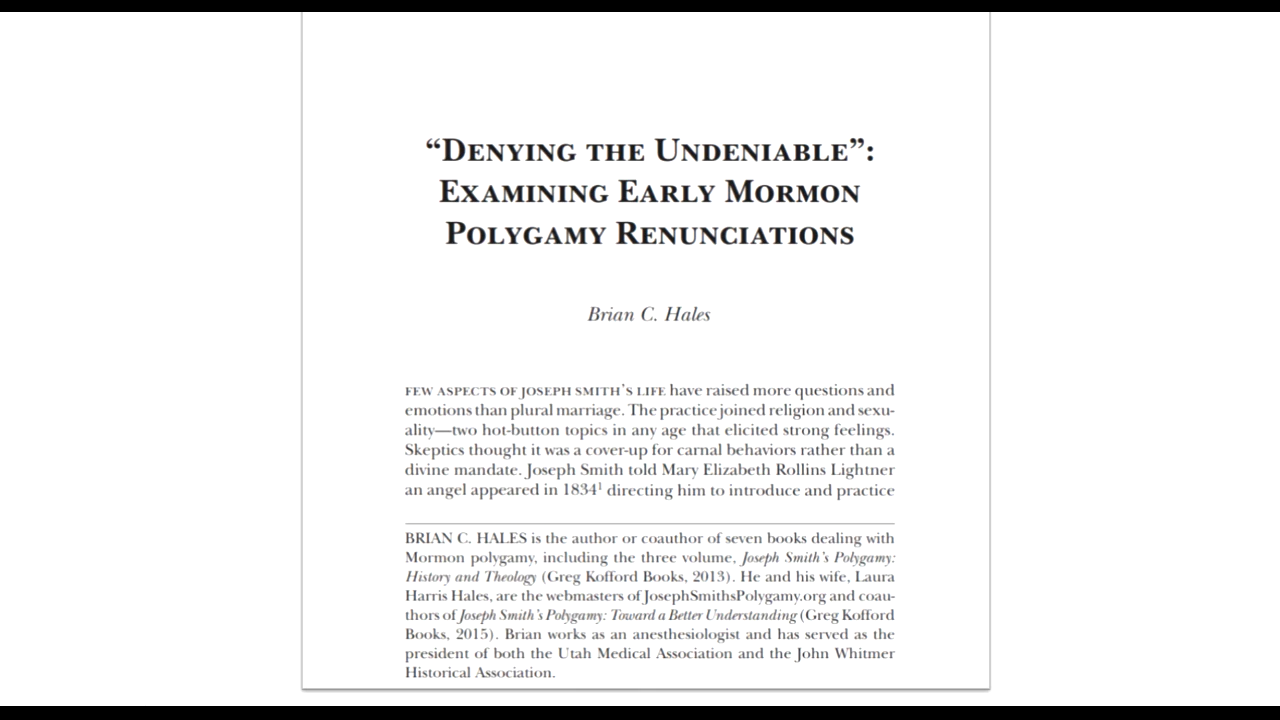 “Denying the Undeniable”:
Examining Early Mormon
Polygamy Renunciations
Brian C. Hales
FEW ASPECTS OF JOSEPH SMITH’S LIFE have raised more questions and
emotions than plural marriage. The practice joined religion and sexu-
ality—two hot-button topics in any age that elicited strong feelings.
Skeptics thought it was a cover-up for carnal behaviors rather than a
divine mandate. Joseph Smith told Mary Elizabeth Rollins Lightner
an angel appeared in 1834¹ directing him to introduce and practice
BRIAN C. HALES is the author or coauthor of seven books dealing with
Mormon polygamy, including the three volume, Joseph Smith’s Polygamy:
History and Theology (Greg Kofford Books, 2013). He and his wife, Laura
Harris Hales, are the webmasters of JosephSmithsPolygamy.org and coau-
thors of Joseph Smith’s Polygamy: Toward a Better Understanding (Greg Kofford
Books, 2015). Brian works as an anesthesiologist and has served as the
president of both the Utah Medical Association and the John Whitmer
Historical Association.